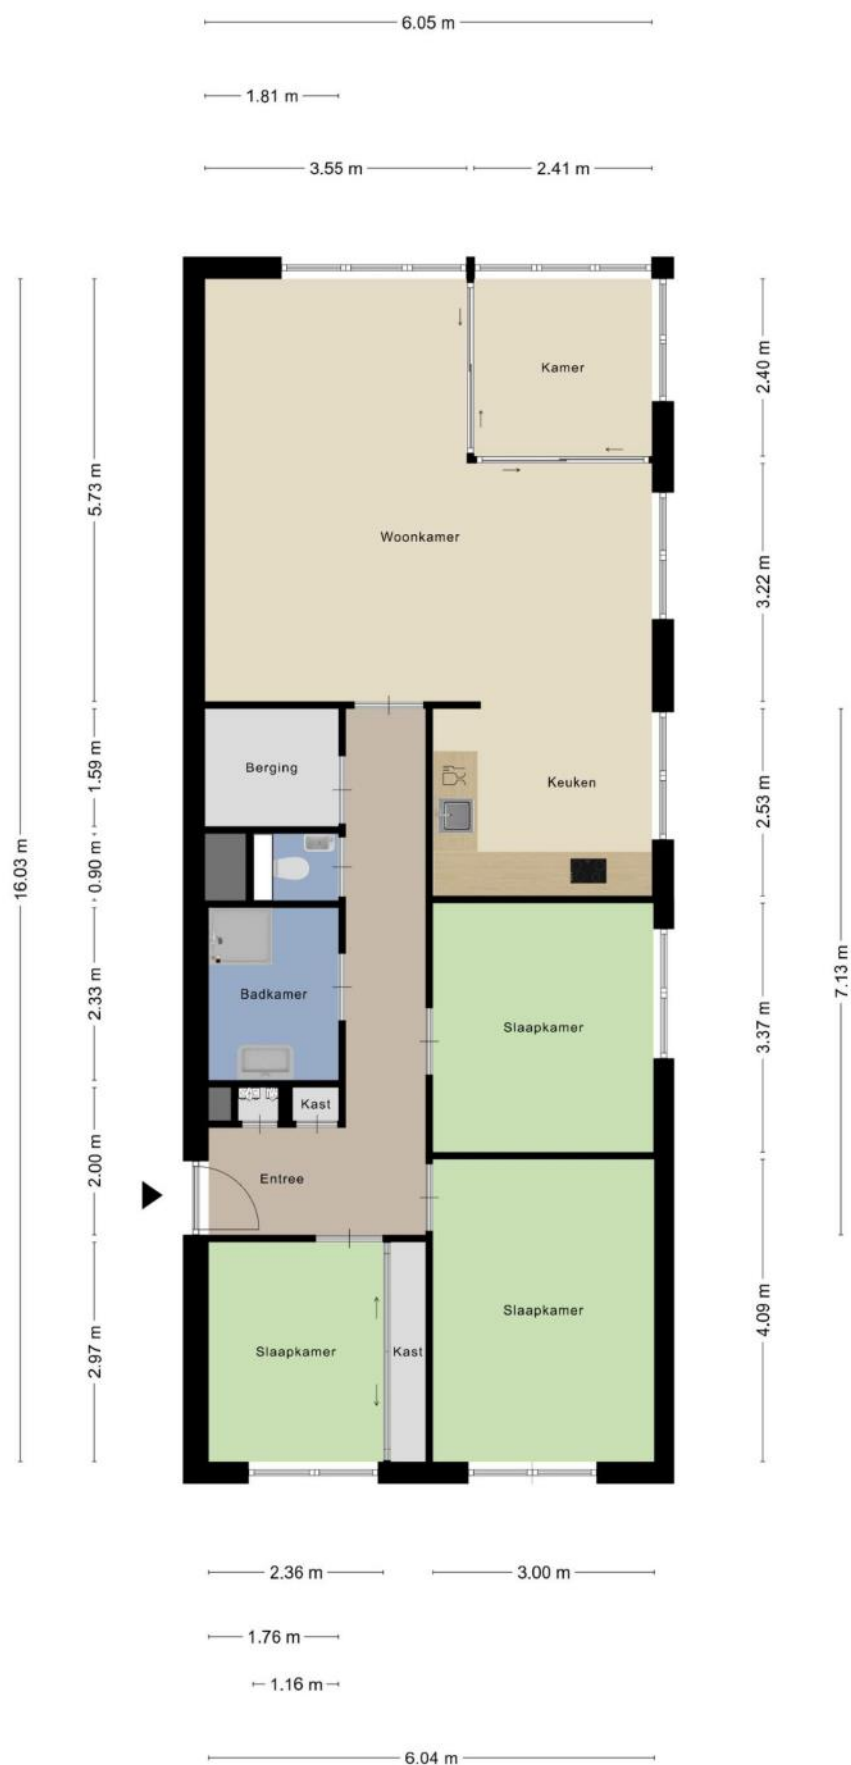 6.05 m
1.81 m
3.55 m
2.41 m
Kamer
2.40 m
5.73 m
Woonkamer
3.22 m
Berging
1.59 m
Keuken
2.53 m
16.03 m
0.90 m
7.13 m
Badkamer
2.33 m
Slaapkamer
3.37 m
Kast
Entree
2.00 m
Slaapkamer
4.09 m
Slaapkamer
Kast
2.97 m
2.36 m
3.00 m
1.76 m
1.16 m
6.04 m